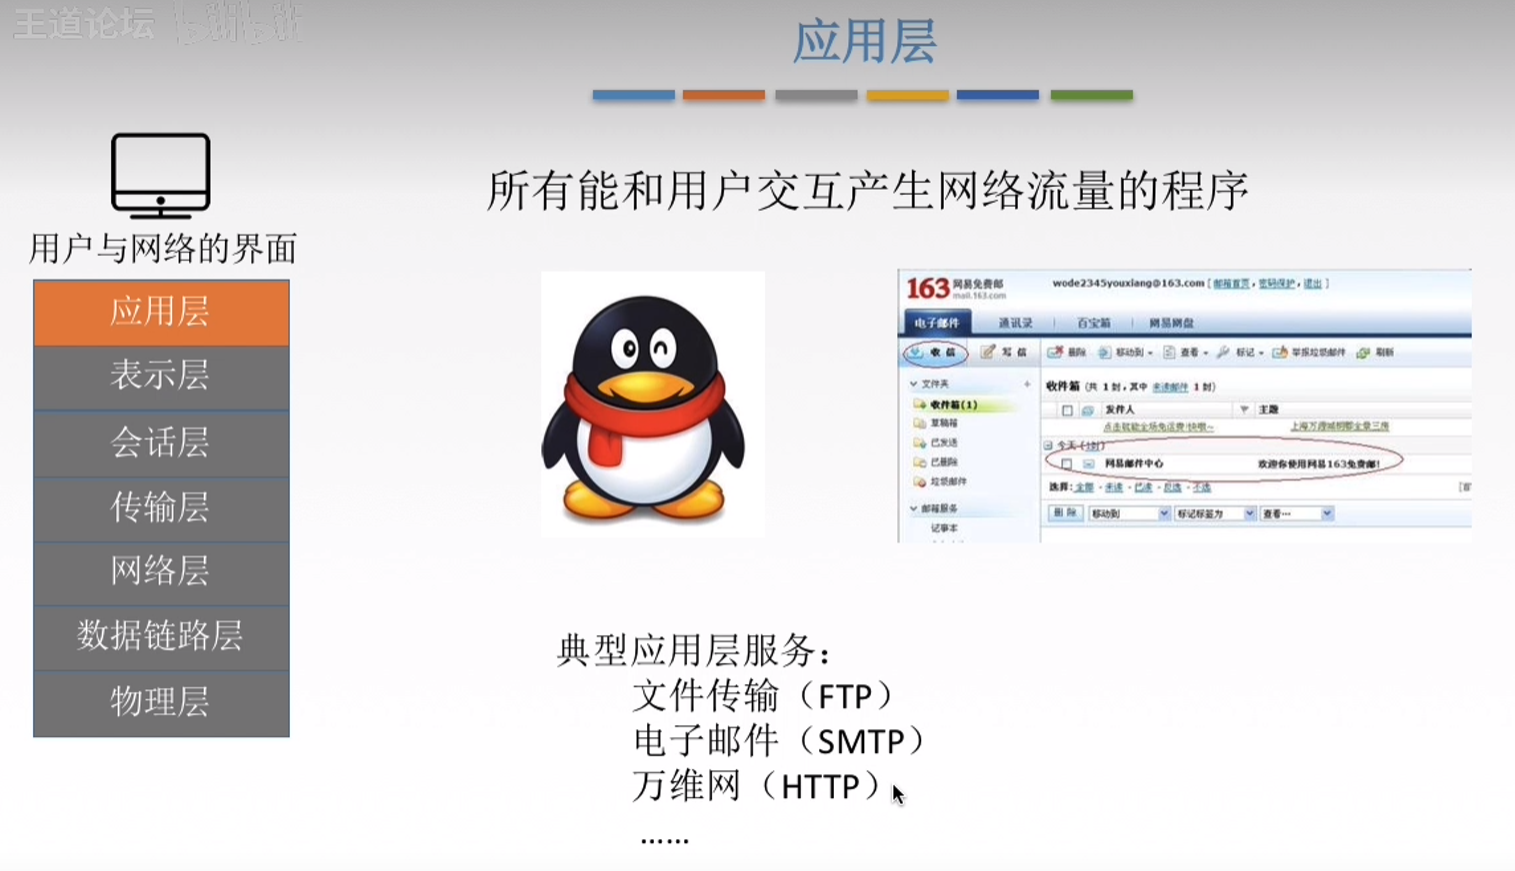 王道论坛 bilibili
应用层
所有能和用户交互产生网络流量的程序
用户与网络的界面
应用层
表示层
会话层
传输层
网络层
数据链路层
物理层
163 网易免费邮
mail.163.com
wode2345youxiang@163.com [ 邮箱首页, 密码保护, 退出 ]
电子邮件 通讯录 百宝箱 网易网盘
收信 写信 删除 移动到 查看 标记 举报垃圾邮件 刷新
文件夹 +
收件箱(1)
草稿箱
已发送
已删除
垃圾邮件
邮箱服务
记事本
收件箱 (共 1 封, 其中 未读邮件 1 封)
发件人 主题
今天 (1封)
网易邮件中心 欢迎你使用网易163免费邮!
选择: 全部 - 未读 - 已读 - 反选 - 不选
删除 移动到 标记标签为 查看…
典型应用层服务：
文件传输（FTP）
电子邮件（SMTP）
万维网（HTTP）
……